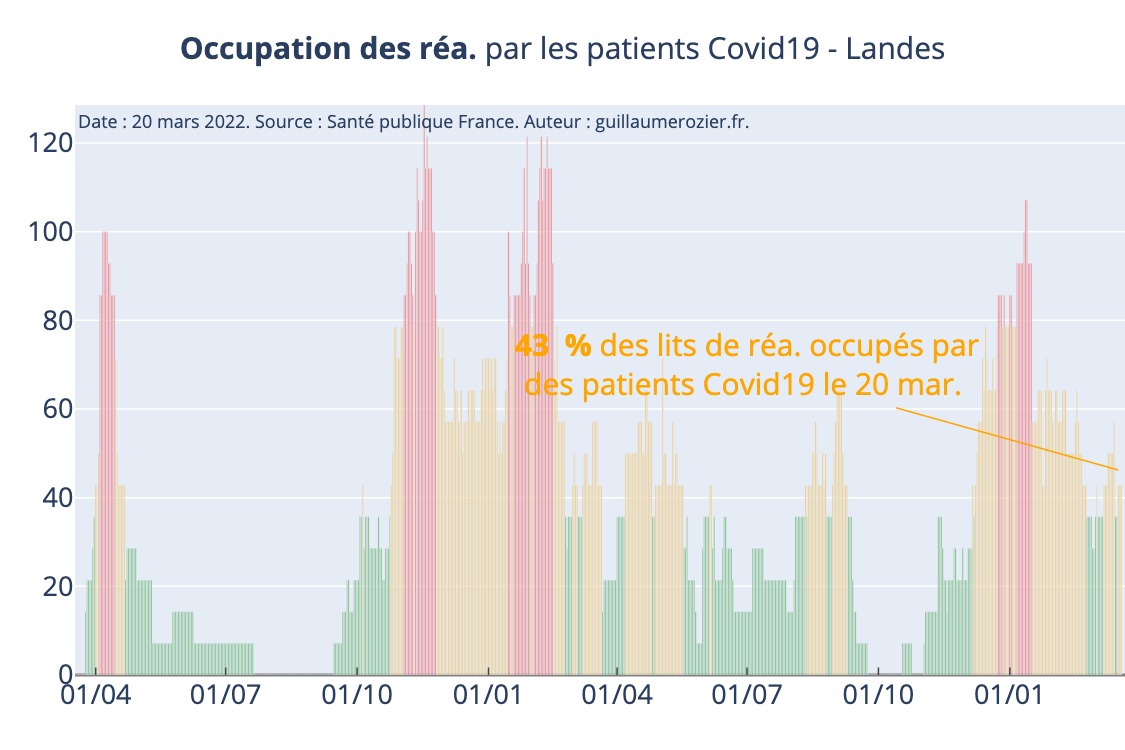 Occupation des réa. par les patients Covid19 - Landes
Date : 20 mars 2022. Source : Santé publique France. Auteur : guillaumerozier.fr.
120
100
80
43 % des lits de réa. occupés par
des patients Covid19 le 20 mar.
60
40
20
0
01/04 01/07 01/10 01/01 01/04 01/07 01/10 01/01